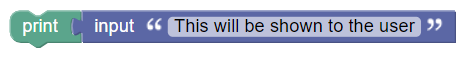 print input “ This will be shown to the user ”